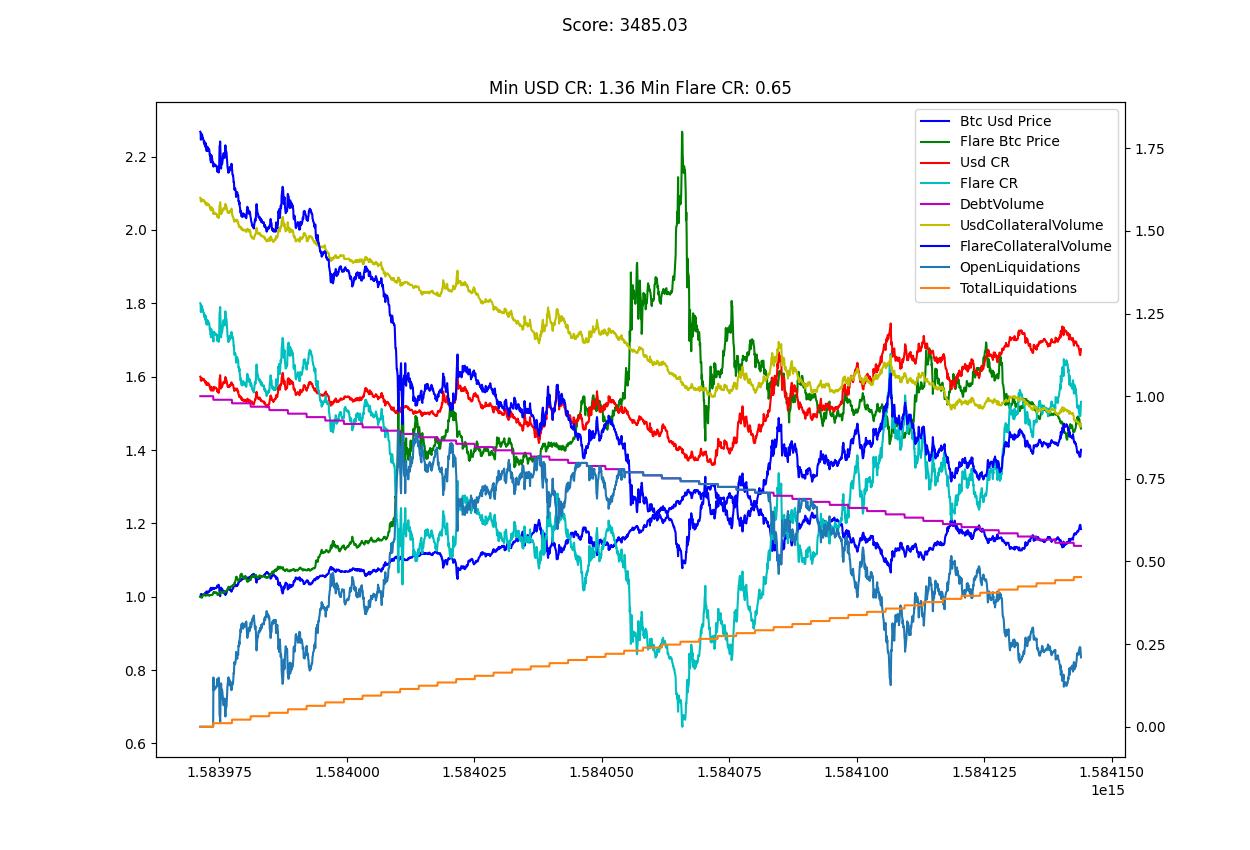 Score: 3485.03
Min USD CR: 1.36 Min Flare CR: 0.65
Btc Usd Price
Flare Btc Price
Usd CR
Flare CR
DebtVolume
UsdCollateralVolume
FlareCollateralVolume
OpenLiquidations
TotalLiquidations
2.2
2.0
1.8
1.6
1.4
1.2
1.0
0.8
0.6
1.75
1.50
1.25
1.00
0.75
0.50
0.25
0.00
1.583975 1.584000 1.584025 1.584050 1.584075 1.584100 1.584125 1.584150
1e15